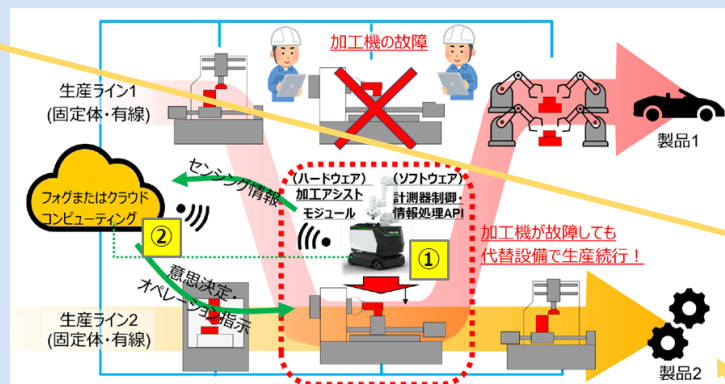 加工機の故障
生産ライン1
(固定体・有線)
製品1
センシング情報
(ハードウェア)
加工アシスト
モジュール
(ソフトウェア)
計測器制御・
情報処理API
フォグまたはクラウド
コンピューティング
②
①
加工機が故障しても
代替設備で生産続行！
意思決定・
オペレーション指示
生産ライン2
(固定体・有線)
製品2